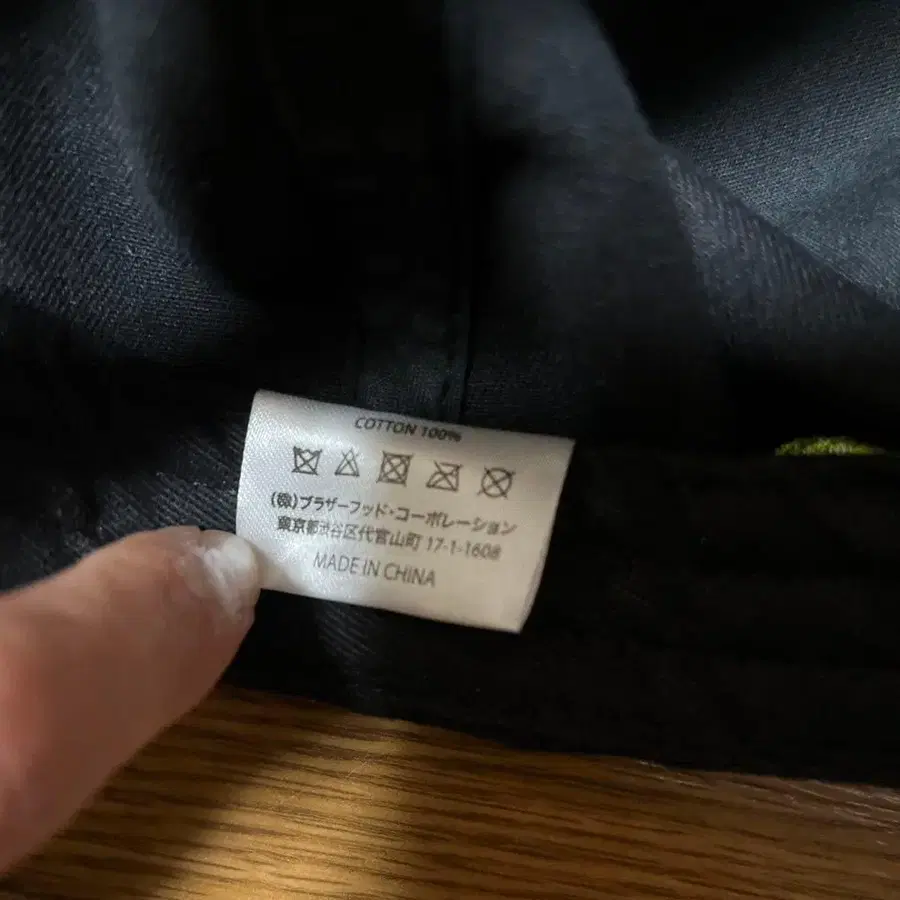 COTTON 100%
(株)ブラザーフッド・コーポレーション
東京都渋谷区代官山町 17-1-1608
MADE IN CHINA